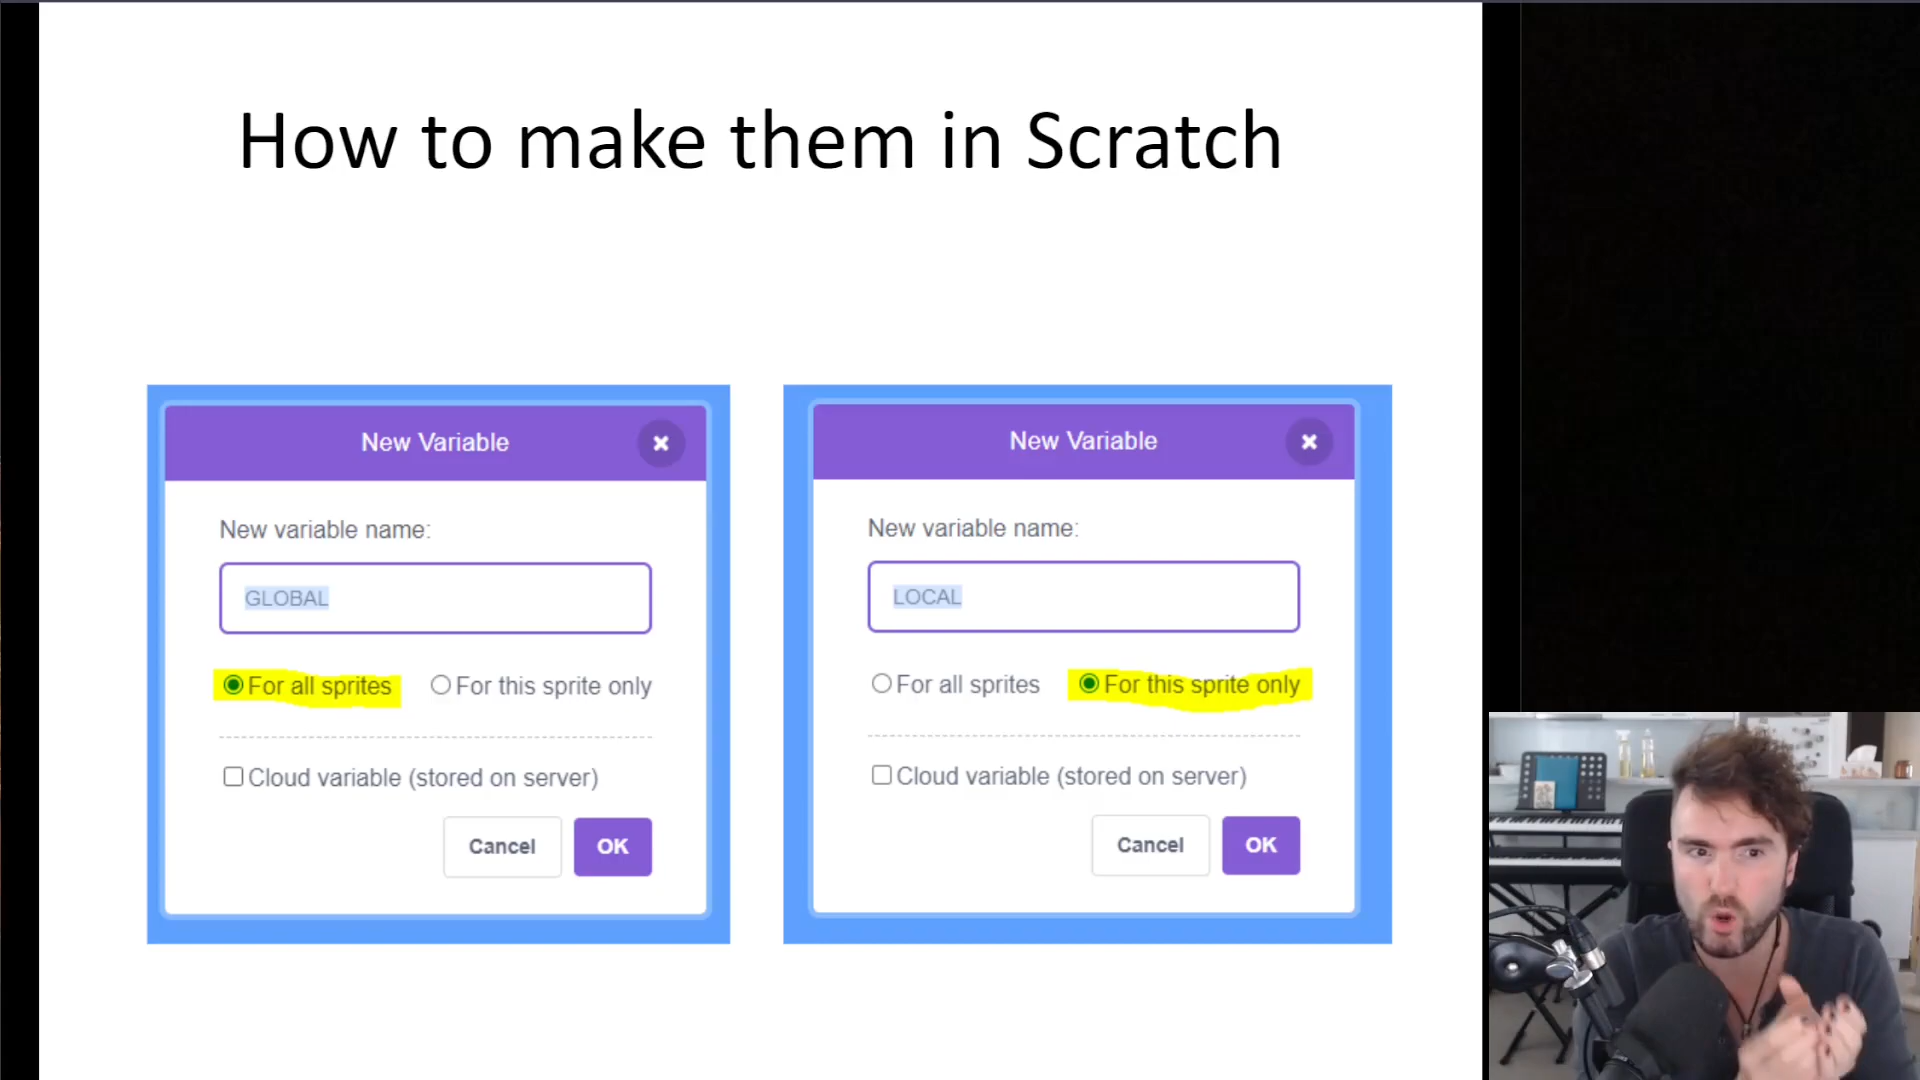 How to make them in Scratch
New Variable
New variable name:
GLOBAL
For all sprites For this sprite only
Cloud variable (stored on server)
Cancel OK
New Variable
New variable name:
LOCAL
For all sprites For this sprite only
Cloud variable (stored on server)
Cancel OK